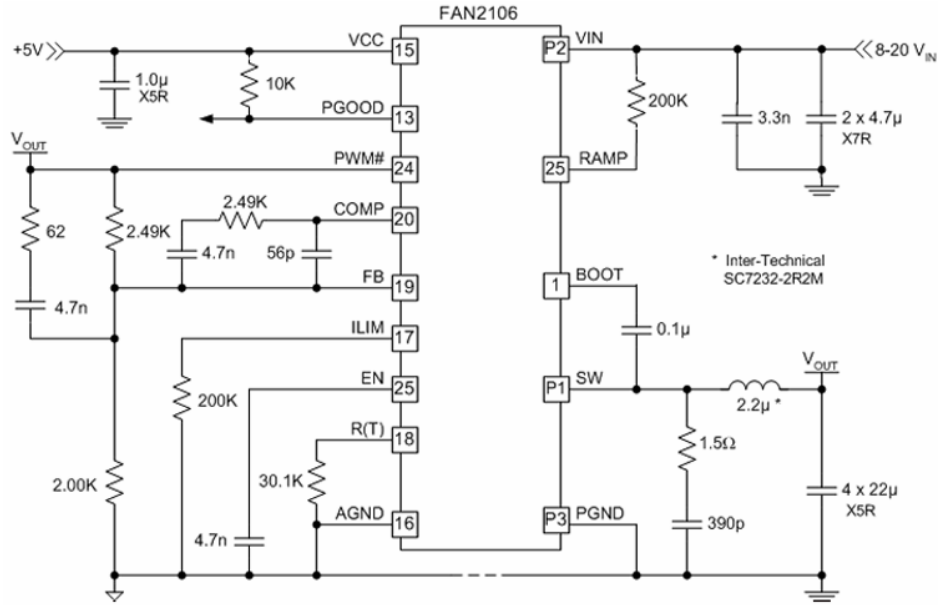 FAN2106
+5V
VCC
15
P2
VIN
8-20 VIN
1.0µ
X5R
10K
200K
3.3n
2 x 4.7µ
X7R
PGOOD
13
VOUT
PWM#
24
25
RAMP
62
2.49K
2.49K
COMP
20
4.7n
56p
* Inter-Technical
SC7232-2R2M
FB
19
1
BOOT
4.7n
ILIM
17
0.1µ
VOUT
EN
25
P1
SW
200K
2.2µ *
R(T)
18
1.5Ω
2.00K
30.1K
4 x 22µ
X5R
AGND
16
P3
PGND
390p
4.7n